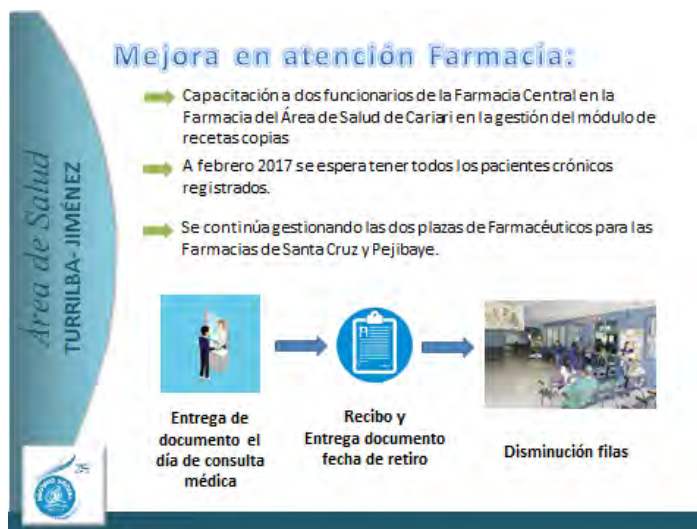 Mejora en atención Farmacía:
Capacitación a dos funcionarios de la Farmacia Central en la
Farmacia del Área de Salud de Cariari en la gestión del módulo de
recetas copias
A febrero 2017 se espera tener todos los pacientes crónicos
registrados.
Se continúa gestionando las dos plazas de Farmacéuticos para las
Farmacias de Santa Cruz y Pejibaye.
Área de Salud
TURRILBA- JIMÉNEZ
Entrega de
documento el
día de consulta
médica
Recibo y
Entrega documento
fecha de retiro
Disminución filas